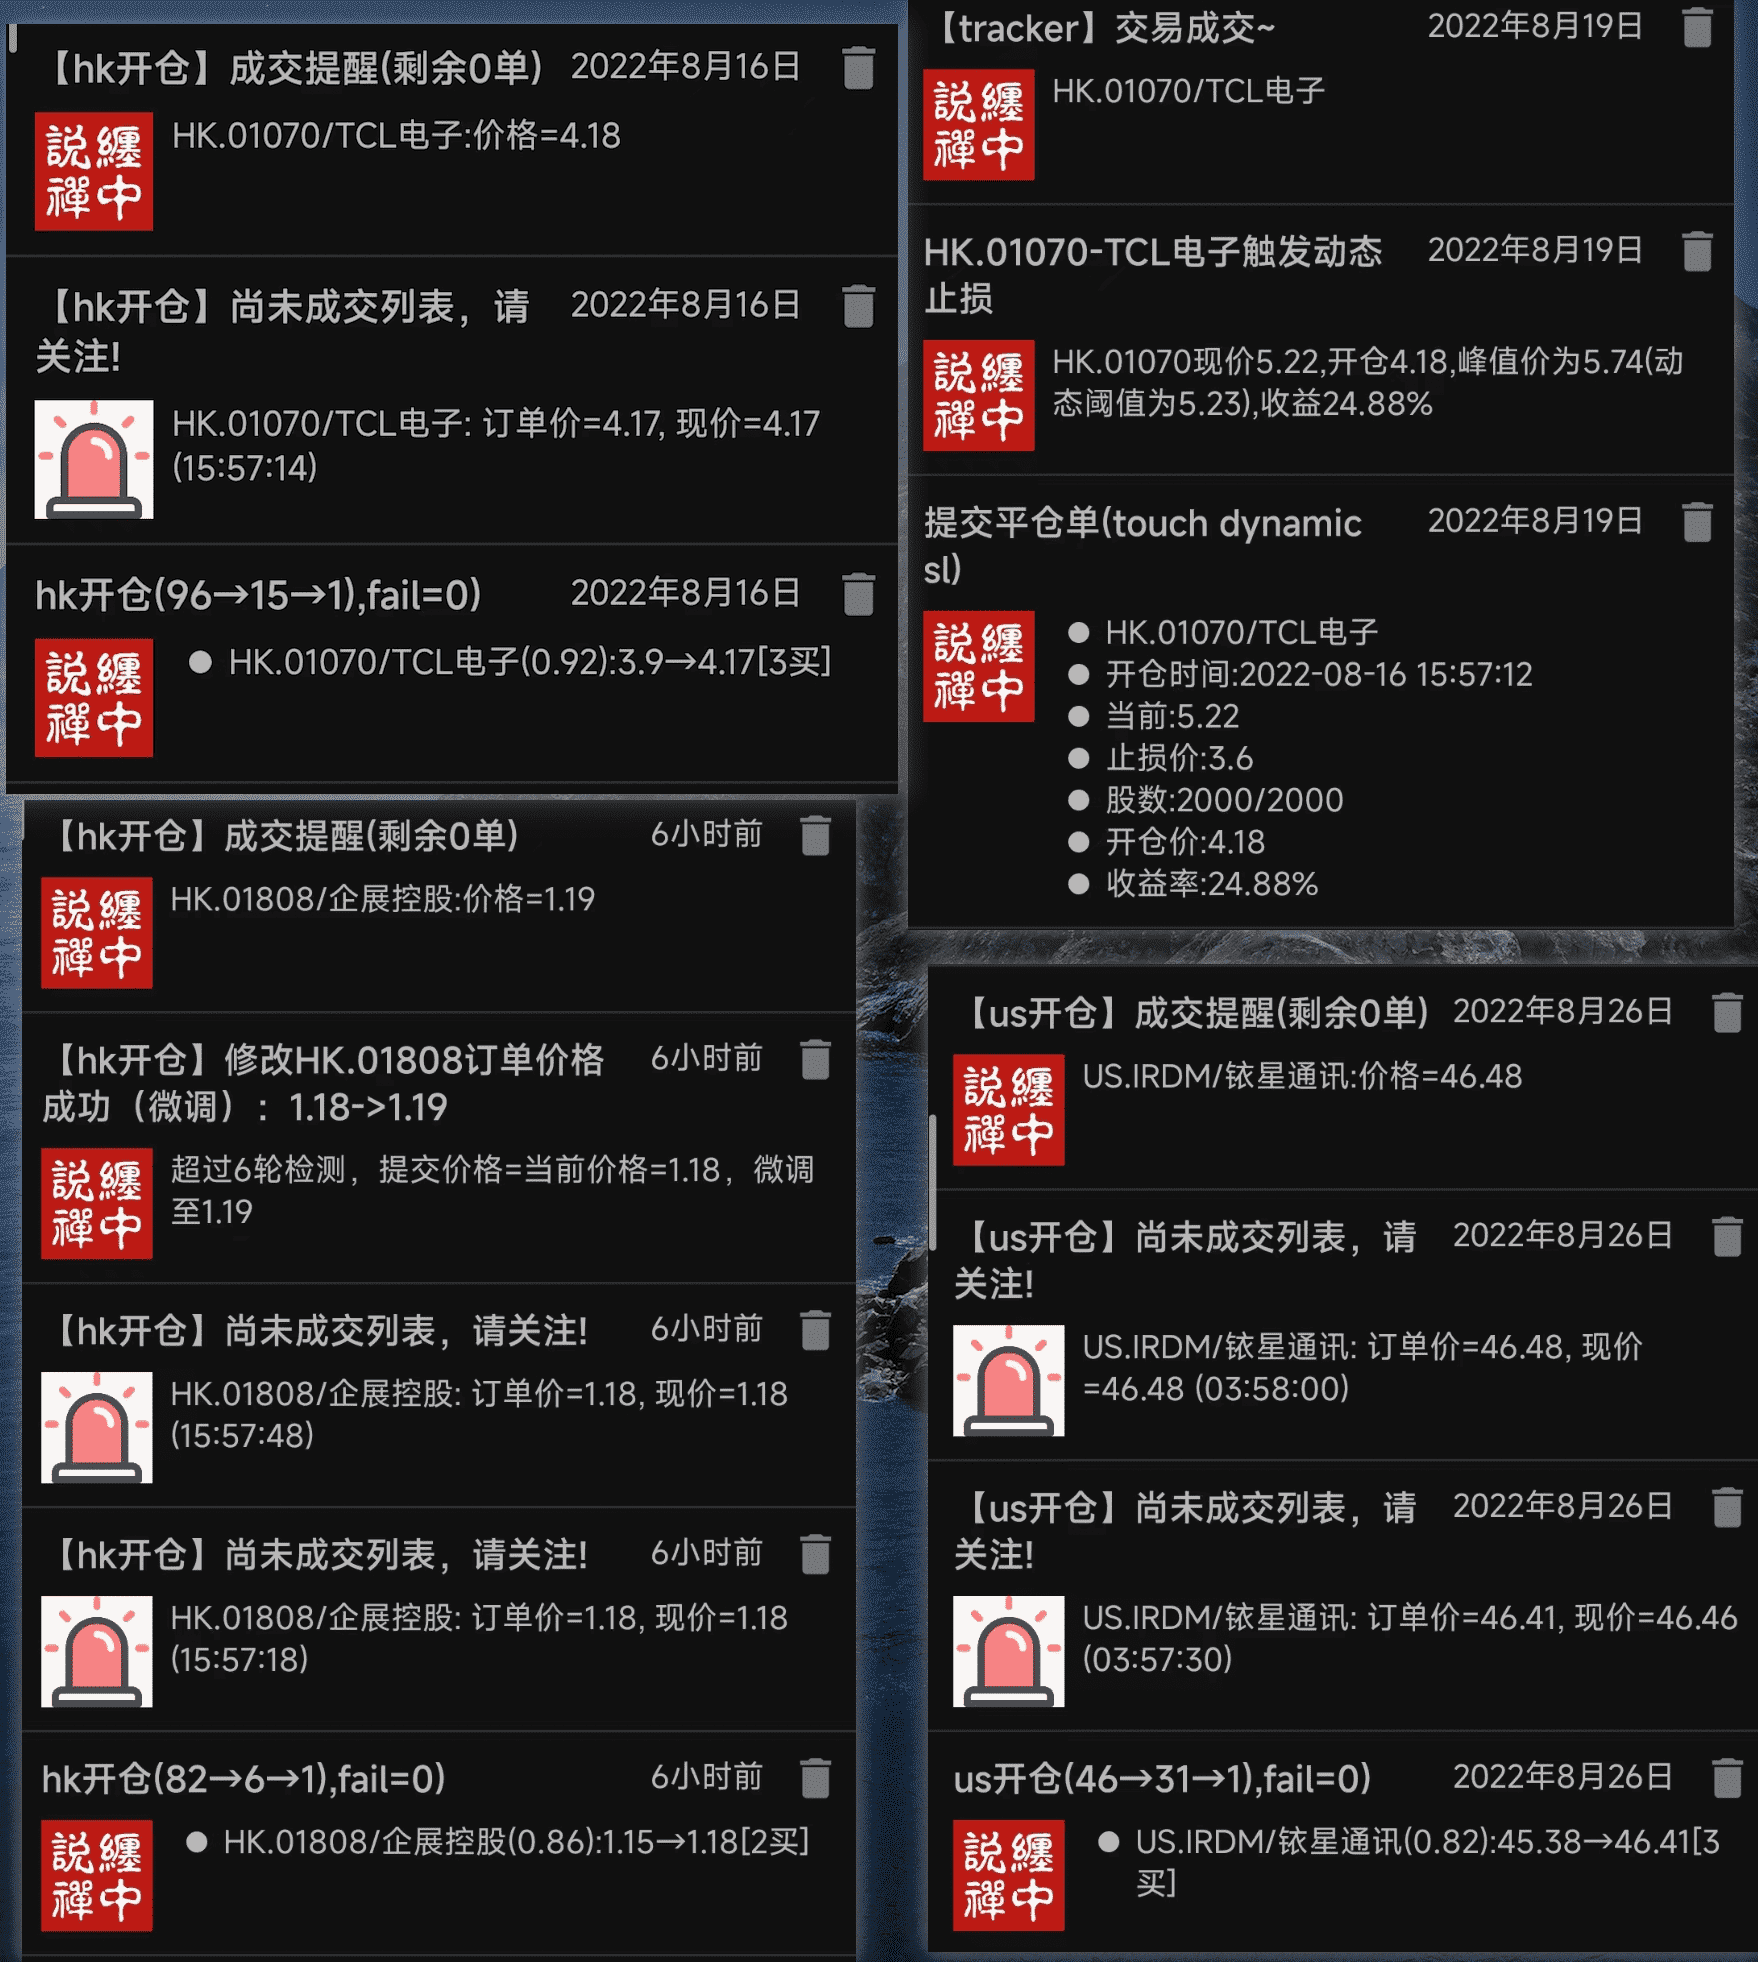 【hk开仓】成交提醒(剩余0单) 2022年8月16日
説纏
禪中
HK.01070/TCL电子:价格=4.18
【hk开仓】尚未成交列表，请 2022年8月16日
关注!
HK.01070/TCL电子: 订单价=4.17, 现价=4.17
(15:57:14)
hk开仓(96→15→1),fail=0) 2022年8月16日
説纏
禪中
● HK.01070/TCL电子(0.92):3.9→4.17[3买]
【hk开仓】成交提醒(剩余0单) 6小时前
説纏
禪中
HK.01808/企展控股:价格=1.19
【hk开仓】修改HK.01808订单价格 6小时前
成功（微调）: 1.18->1.19
説纏
禪中
超过6轮检测，提交价格=当前价格=1.18，微调
至1.19
【hk开仓】尚未成交列表，请关注! 6小时前
HK.01808/企展控股: 订单价=1.18, 现价=1.18
(15:57:48)
【hk开仓】尚未成交列表，请关注! 6小时前
HK.01808/企展控股: 订单价=1.18, 现价=1.18
(15:57:18)
hk开仓(82→6→1),fail=0) 6小时前
説纏
禪中
● HK.01808/企展控股(0.86):1.15→1.18[2买]
【tracker】交易成交~ 2022年8月19日
説纏
禪中
HK.01070/TCL电子
HK.01070-TCL电子触发动态 2022年8月19日
止损
説纏
禪中
HK.01070现价5.22,开仓4.18,峰值价为5.74(动
态阈值为5.23),收益24.88%
提交平仓单(touch dynamic 2022年8月19日
sl)
説纏
禪中
● HK.01070/TCL电子
● 开仓时间:2022-08-16 15:57:12
● 当前:5.22
● 止损价:3.6
● 股数:2000/2000
● 开仓价:4.18
● 收益率:24.88%
【us开仓】成交提醒(剩余0单) 2022年8月26日
説纏
禪中
US.IRDM/铱星通讯:价格=46.48
【us开仓】尚未成交列表，请 2022年8月26日
关注!
US.IRDM/铱星通讯: 订单价=46.48, 现价
=46.48 (03:58:00)
【us开仓】尚未成交列表，请 2022年8月26日
关注!
US.IRDM/铱星通讯: 订单价=46.41, 现价=46.46
(03:57:30)
us开仓(46→31→1),fail=0) 2022年8月26日
説纏
禪中
● US.IRDM/铱星通讯(0.82):45.38→46.41[3
买]